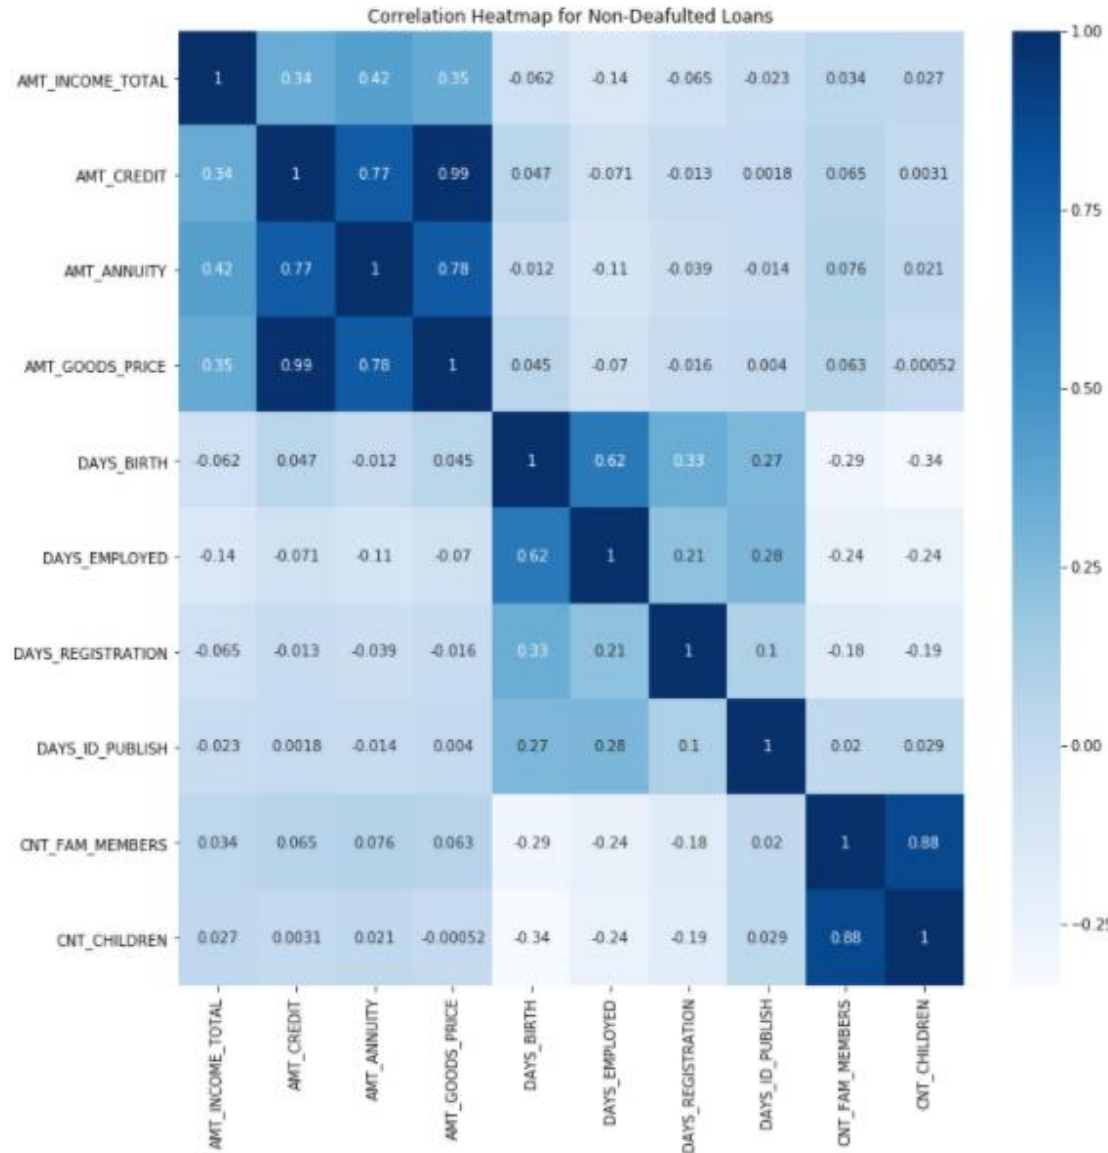 Correlation Heatmap for Non-Deafulted Loans
AMT_INCOME_TOTAL 1 0.34 0.42 0.35 -0.062 -0.14 -0.065 -0.023 0.034 0.027
AMT_CREDIT 0.34 1 0.77 0.99 0.047 -0.071 -0.013 0.0018 0.065 0.0031
AMT_ANNUITY 0.42 0.77 1 0.78 -0.012 -0.11 -0.039 -0.014 0.076 0.021
AMT_GOODS_PRICE 0.35 0.99 0.78 1 0.045 -0.07 -0.016 0.004 0.063 -0.00052
DAYS_BIRTH -0.062 0.047 -0.012 0.045 1 0.62 0.33 0.27 -0.29 -0.34
DAYS_EMPLOYED -0.14 -0.071 -0.11 -0.07 0.62 1 0.21 0.28 -0.24 -0.24
DAYS_REGISTRATION -0.065 -0.013 -0.039 -0.016 0.33 0.21 1 0.1 -0.18 -0.19
DAYS_ID_PUBLISH -0.023 0.0018 -0.014 0.004 0.27 0.28 0.1 1 0.02 0.029
CNT_FAM_MEMBERS 0.034 0.065 0.076 0.063 -0.29 -0.24 -0.18 0.02 1 0.88
CNT_CHILDREN 0.027 0.0031 0.021 -0.00052 -0.34 -0.24 -0.19 0.029 0.88 1
AMT_INCOME_TOTAL
AMT_CREDIT
AMT_ANNUITY
AMT_GOODS_PRICE
DAYS_BIRTH
DAYS_EMPLOYED
DAYS_REGISTRATION
DAYS_ID_PUBLISH
CNT_FAM_MEMBERS
CNT_CHILDREN
1.00
0.75
0.50
0.25
0.00
-0.25